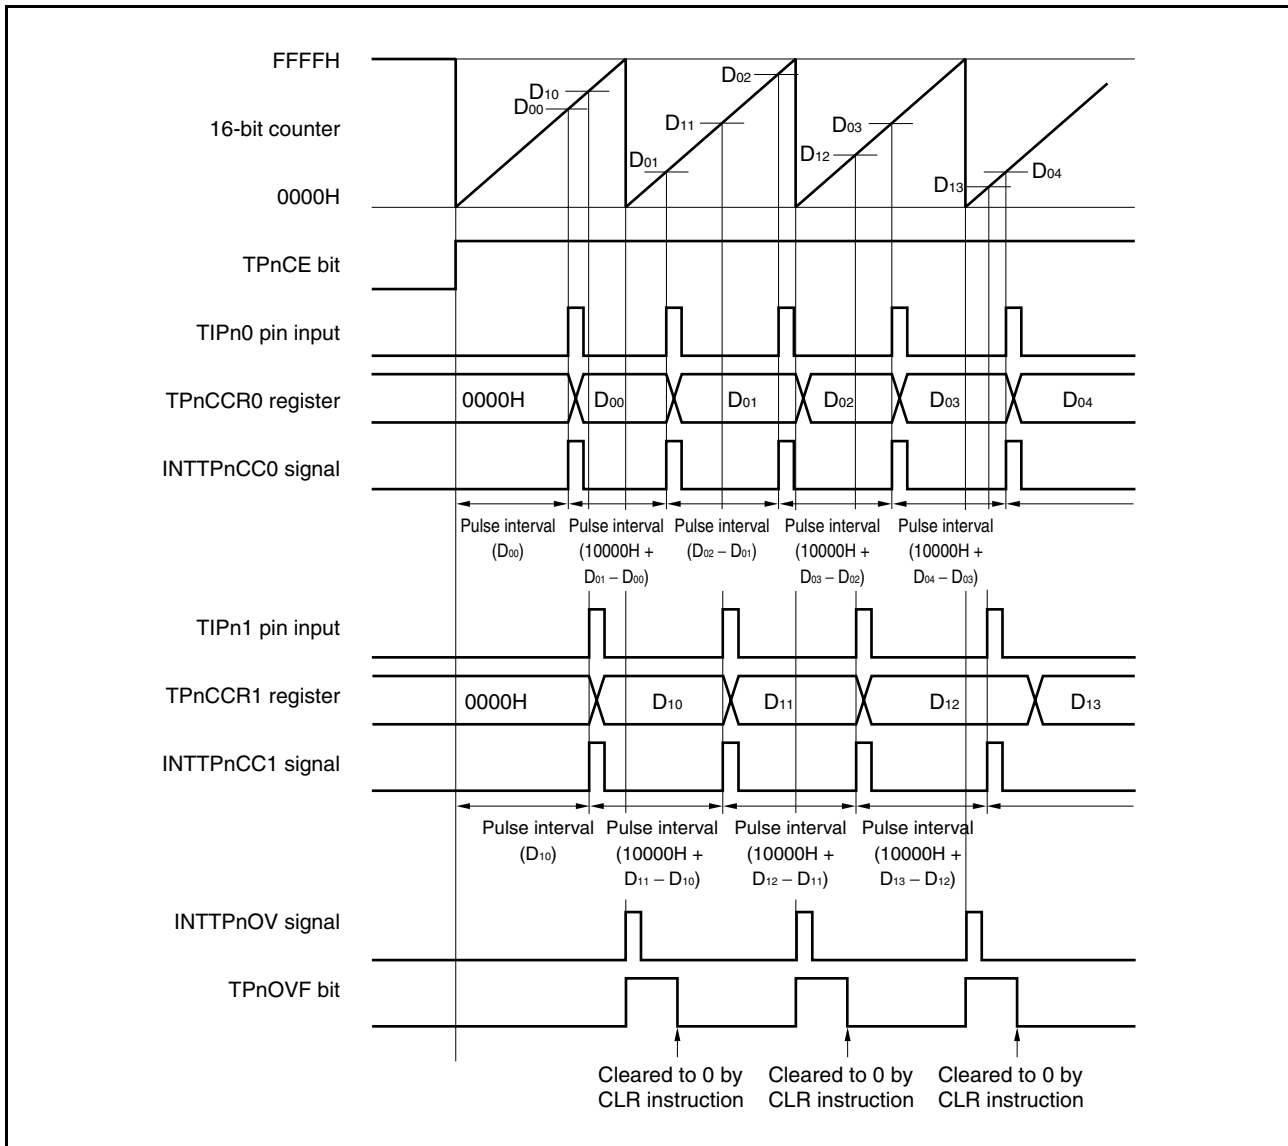 FFFFH
D02
D10
D00
16-bit counter
D11
D03
D01
D12
D13
D04
0000H
TPnCE bit
TIPn0 pin input
TPnCCR0 register
0000H
D00
D01
D02
D03
D04
INTTPnCC0 signal
Pulse interval
(D00)
Pulse interval
(10000H +
D01 – D00)
Pulse interval
(D02 – D01)
Pulse interval
(10000H +
D03 – D02)
Pulse interval
(10000H +
D04 – D03)
TIPn1 pin input
TPnCCR1 register
0000H
D10
D11
D12
D13
INTTPnCC1 signal
Pulse interval
(D10)
Pulse interval
(10000H +
D11 – D10)
Pulse interval
(10000H +
D12 – D11)
Pulse interval
(10000H +
D13 – D12)
INTTPnOV signal
TPnOVF bit
Cleared to 0 by
CLR instruction
Cleared to 0 by
CLR instruction
Cleared to 0 by
CLR instruction